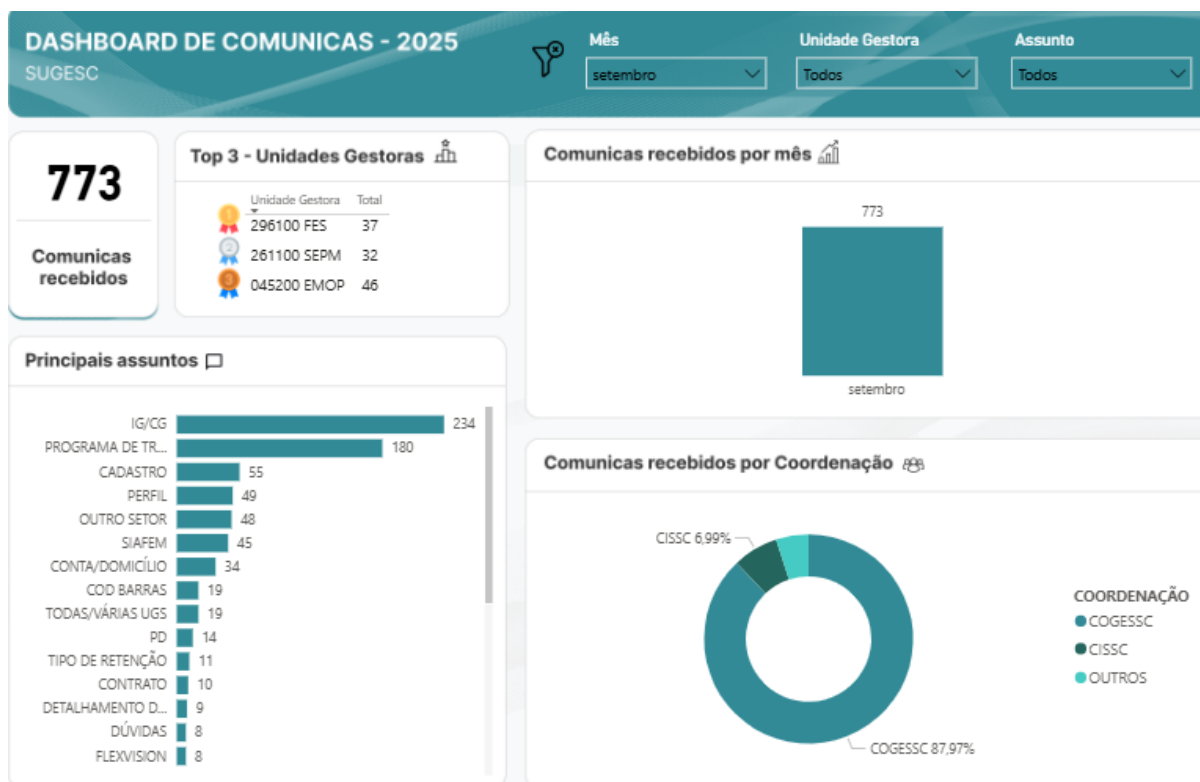 DASHBOARD DE COMUNICAS - 2025
SUGESC
Mês
setembro
Unidade Gestora
Todos
Assunto
Todos
773
Comunicas
recebidos
Top 3 - Unidades Gestoras
Unidade Gestora Total
1 296100 FES 37
2 261100 SEPM 32
3 045200 EMOP 46
Comunicas recebidos por mês
773
setembro
Principais assuntos
IG/CG 234
PROGRAMA DE TR... 180
CADASTRO 55
PERFIL 49
OUTRO SETOR 48
SIAFEM 45
CONTA/DOMICÍLIO 34
COD BARRAS 19
TODAS/VÁRIAS UGS 19
PD 14
TIPO DE RETENÇÃO 11
CONTRATO 10
DETALHAMENTO D... 9
DÚVIDAS 8
FLEXVISION 8
Comunicas recebidos por Coordenação
CISSC 6,99%
COGESSC 87,97%
COORDENAÇÃO
COGESSC
CISSC
OUTROS